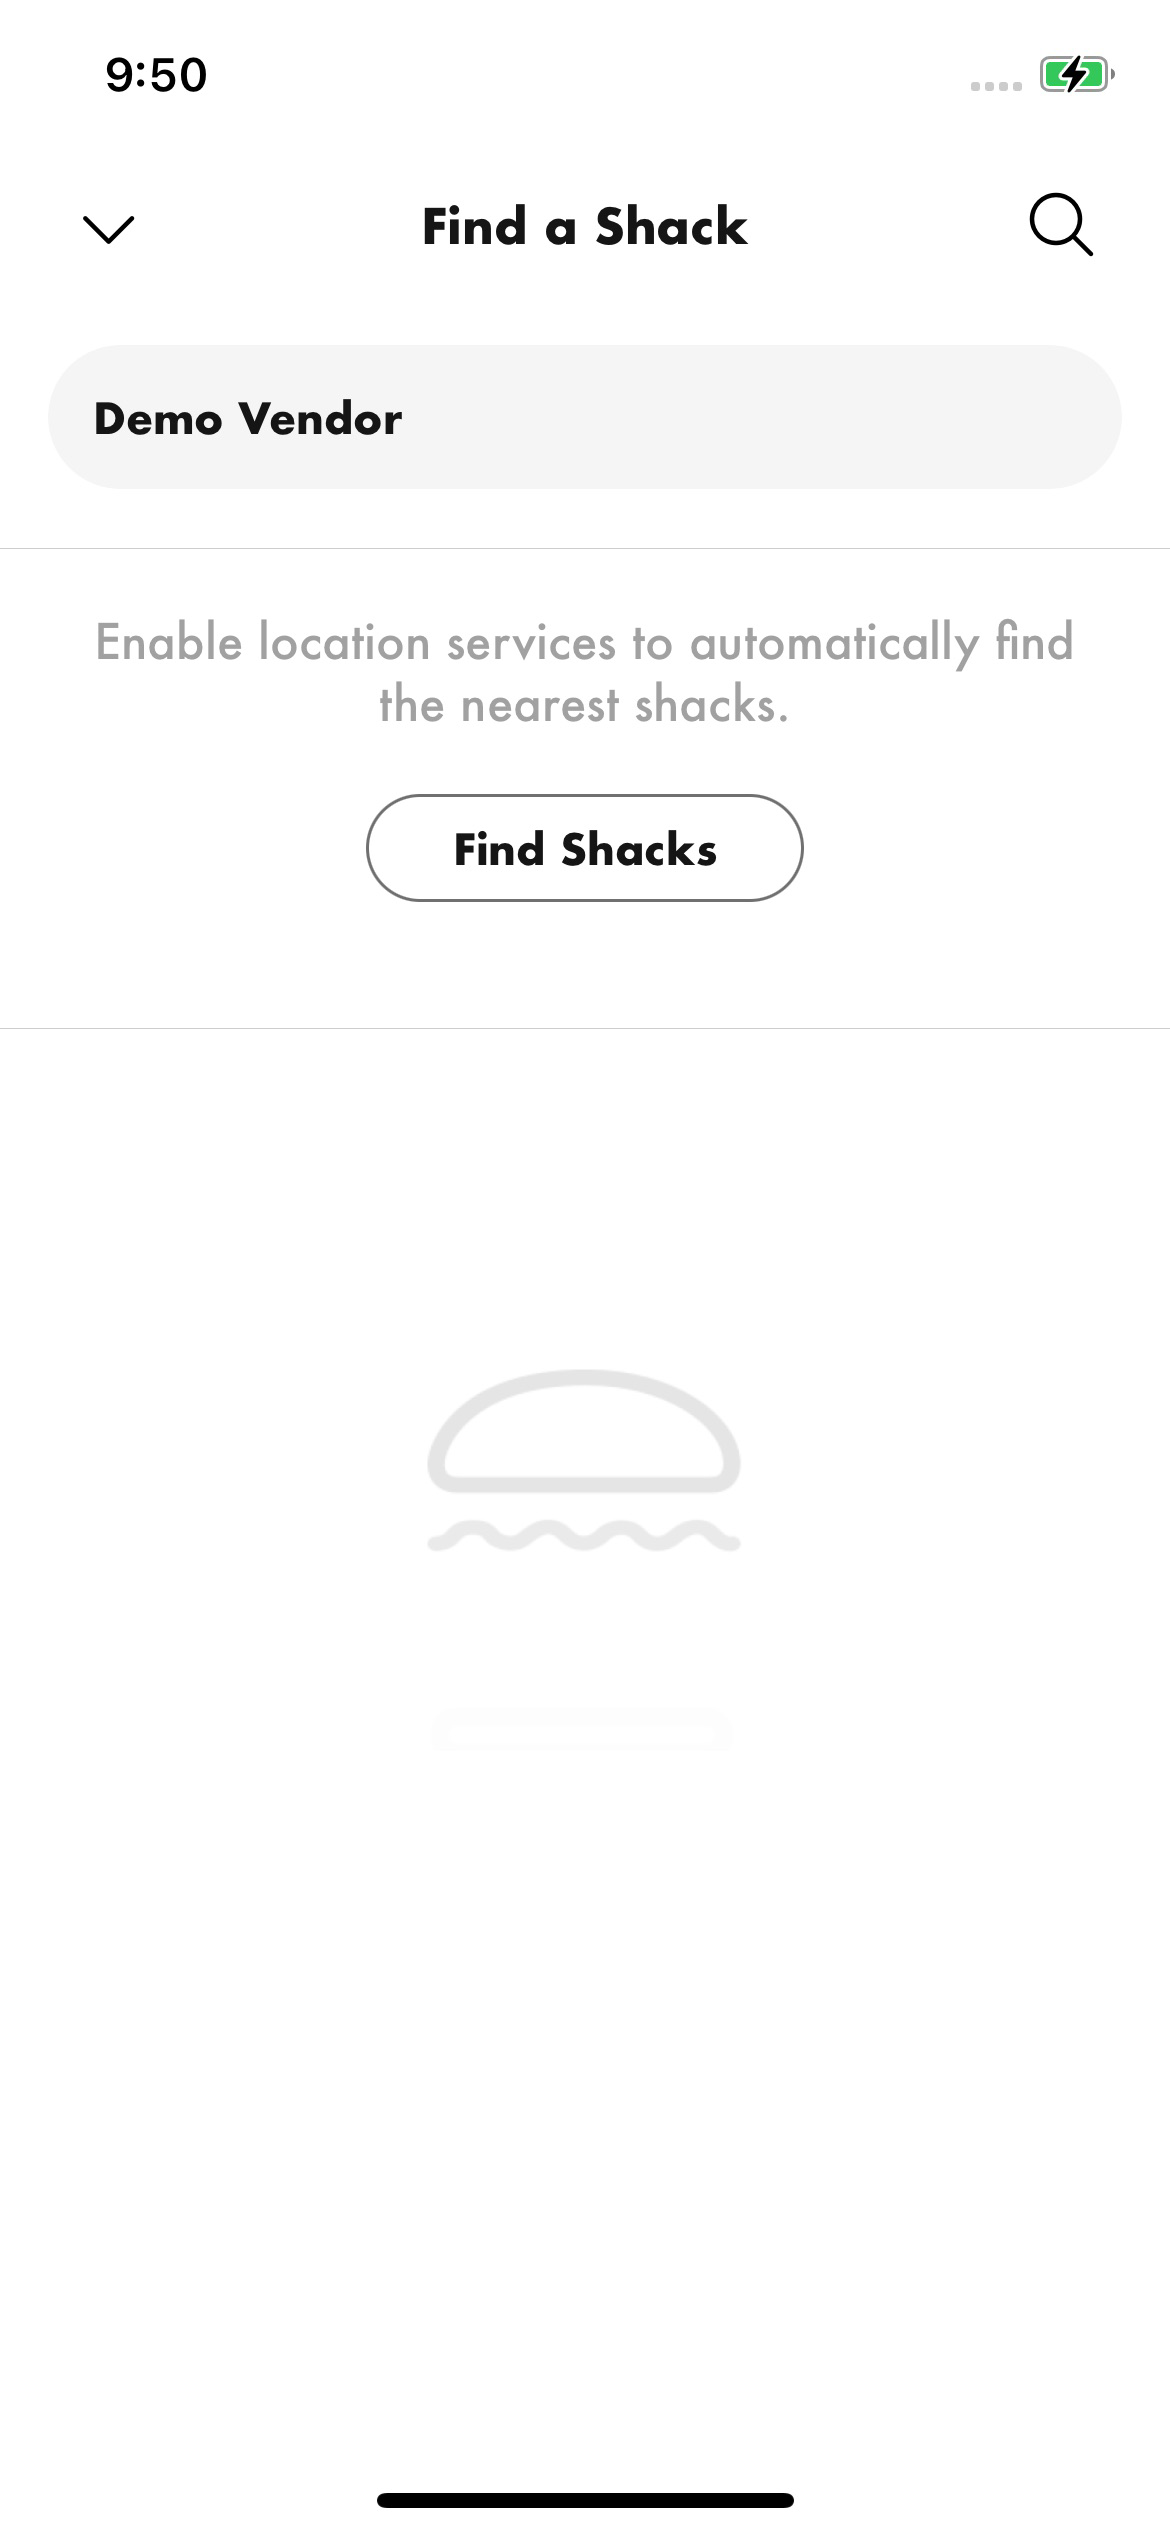 9:50
Find a Shack
Demo Vendor
Enable location services to automatically find
the nearest shacks.
Find Shacks